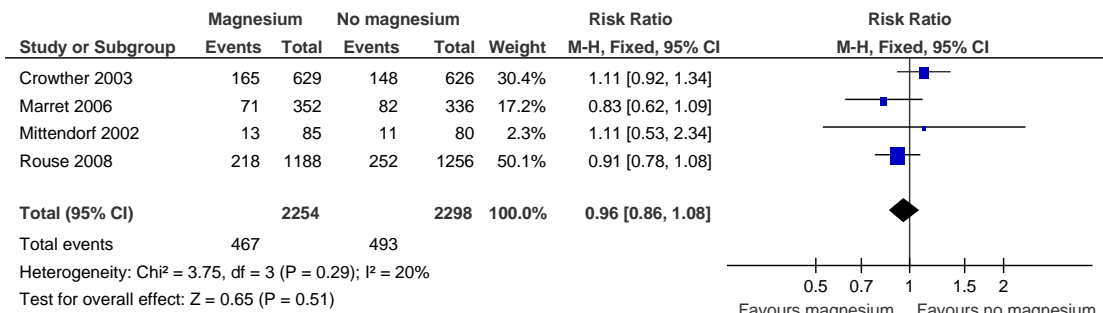 Magnesium No magnesium Risk Ratio Risk Ratio
Study or Subgroup Events Total Events Total Weight M-H, Fixed, 95% CI M-H, Fixed, 95% CI
Crowther 2003 165 629 148 626 30.4% 1.11 [0.92, 1.34]
Marret 2006 71 352 82 336 17.2% 0.83 [0.62, 1.09]
Mittendorf 2002 13 85 11 80 2.3% 1.11 [0.53, 2.34]
Rouse 2008 218 1188 252 1256 50.1% 0.91 [0.78, 1.08]
Total (95% CI) 2254 2298 100.0% 0.96 [0.86, 1.08]
Total events 467 493
Heterogeneity: Chi² = 3.75, df = 3 (P = 0.29); I² = 20%
Test for overall effect: Z = 0.65 (P = 0.51)
0.5 0.7 1 1.5 2
Favours magnesium Favours no magnesium